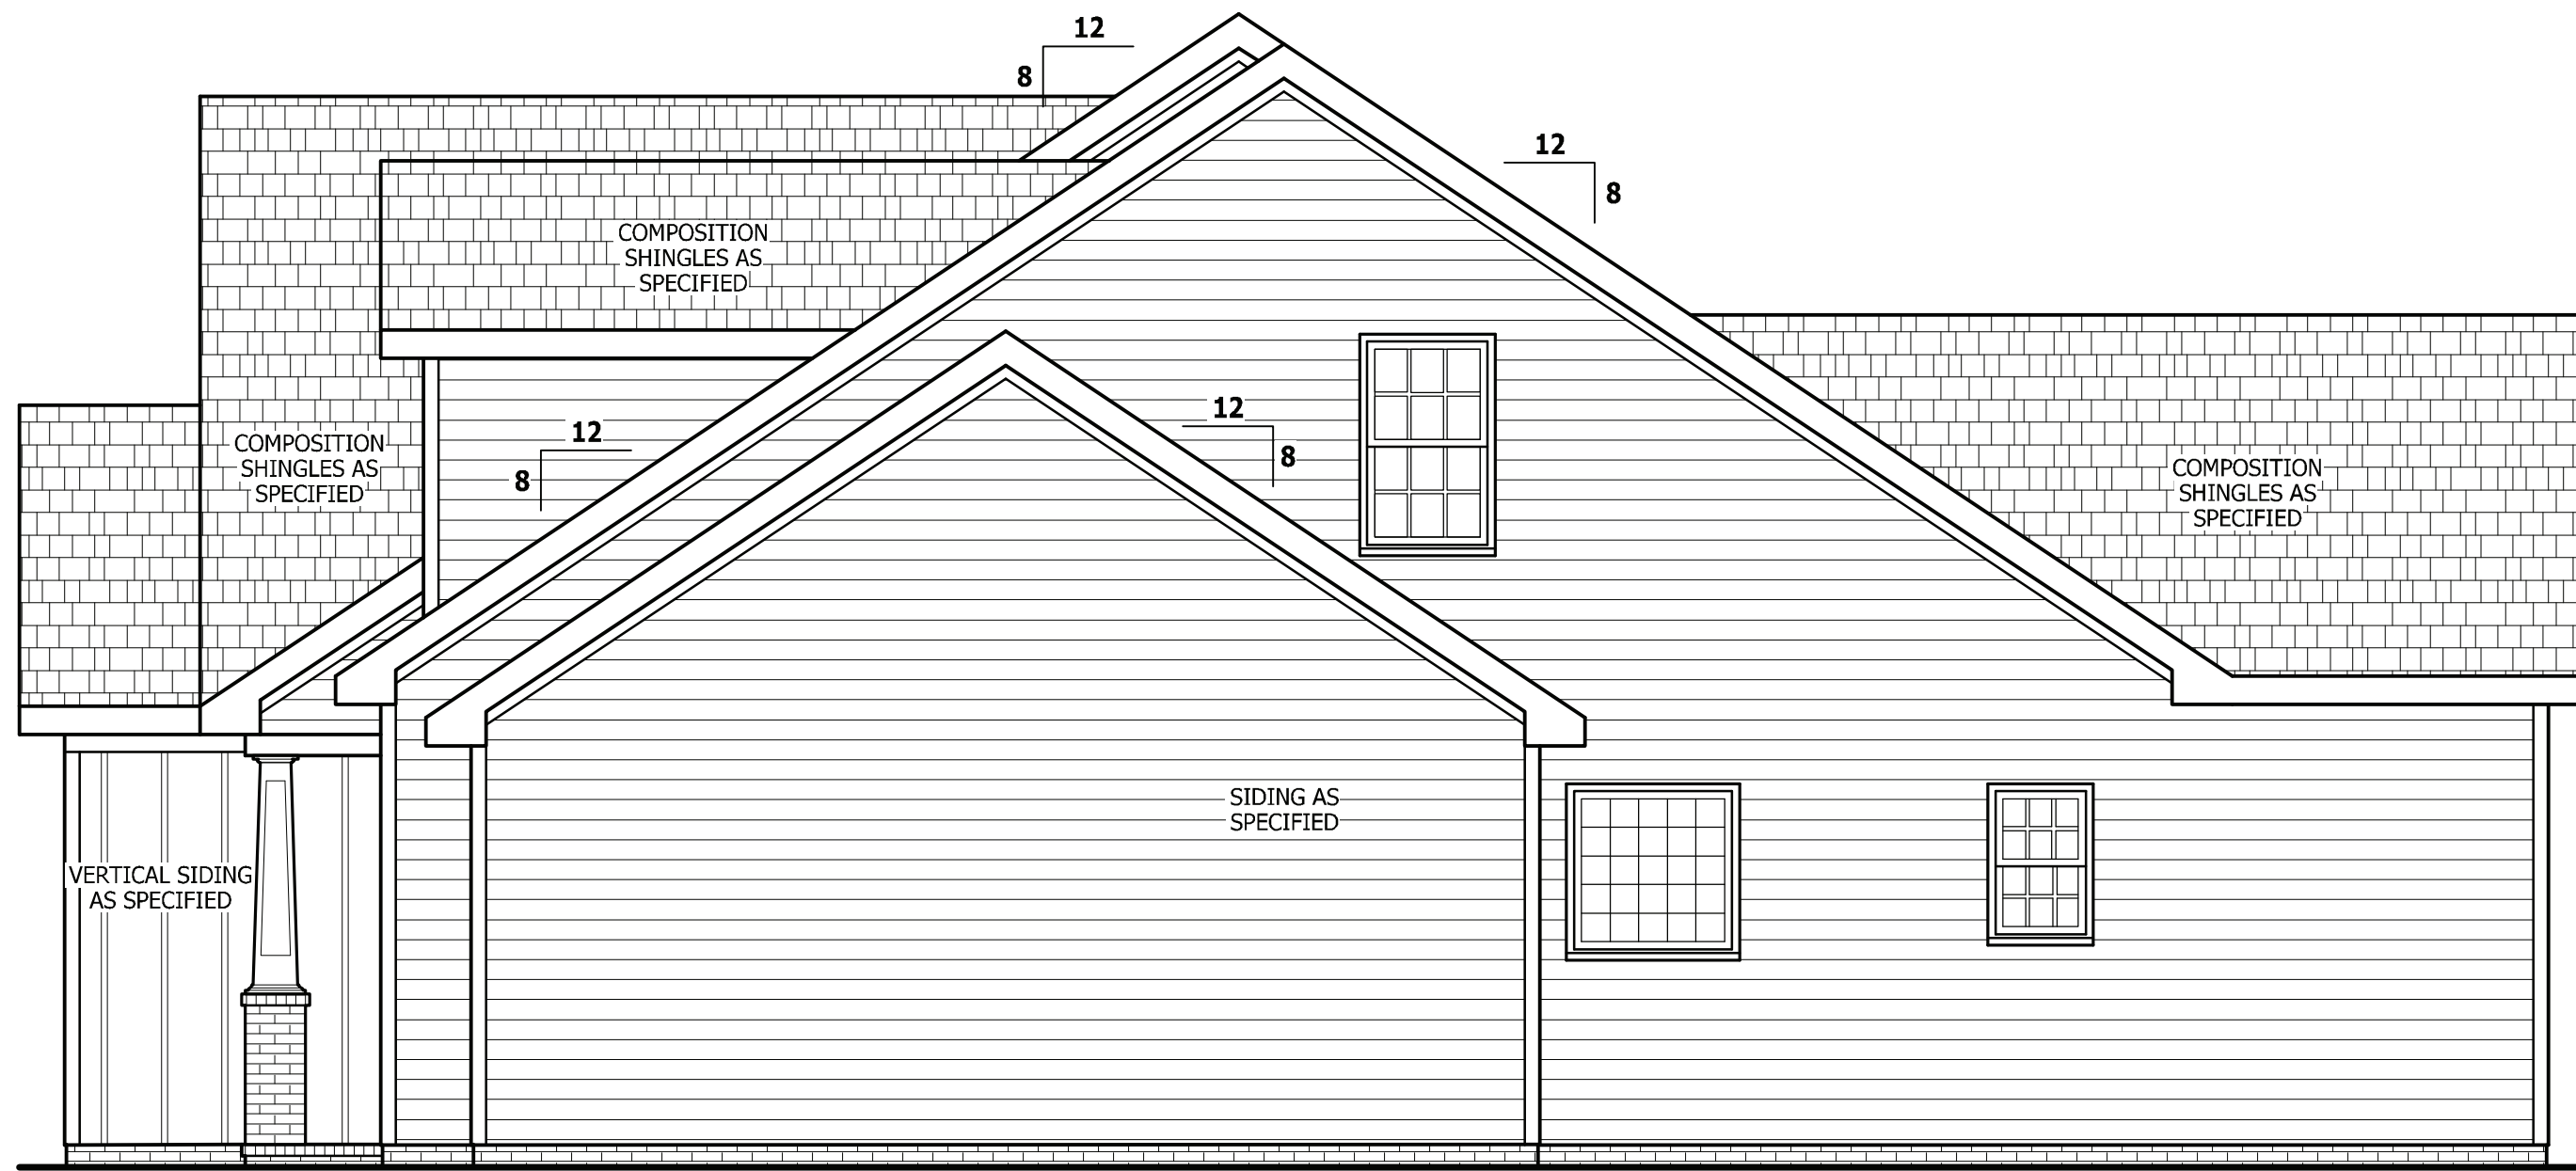 12
8
12
8
COMPOSITION
SHINGLES AS
SPECIFIED
12
8
12
8
COMPOSITION
SHINGLES AS
SPECIFIED
COMPOSITION
SHINGLES AS
SPECIFIED
SIDING AS
SPECIFIED
VERTICAL SIDING
AS SPECIFIED